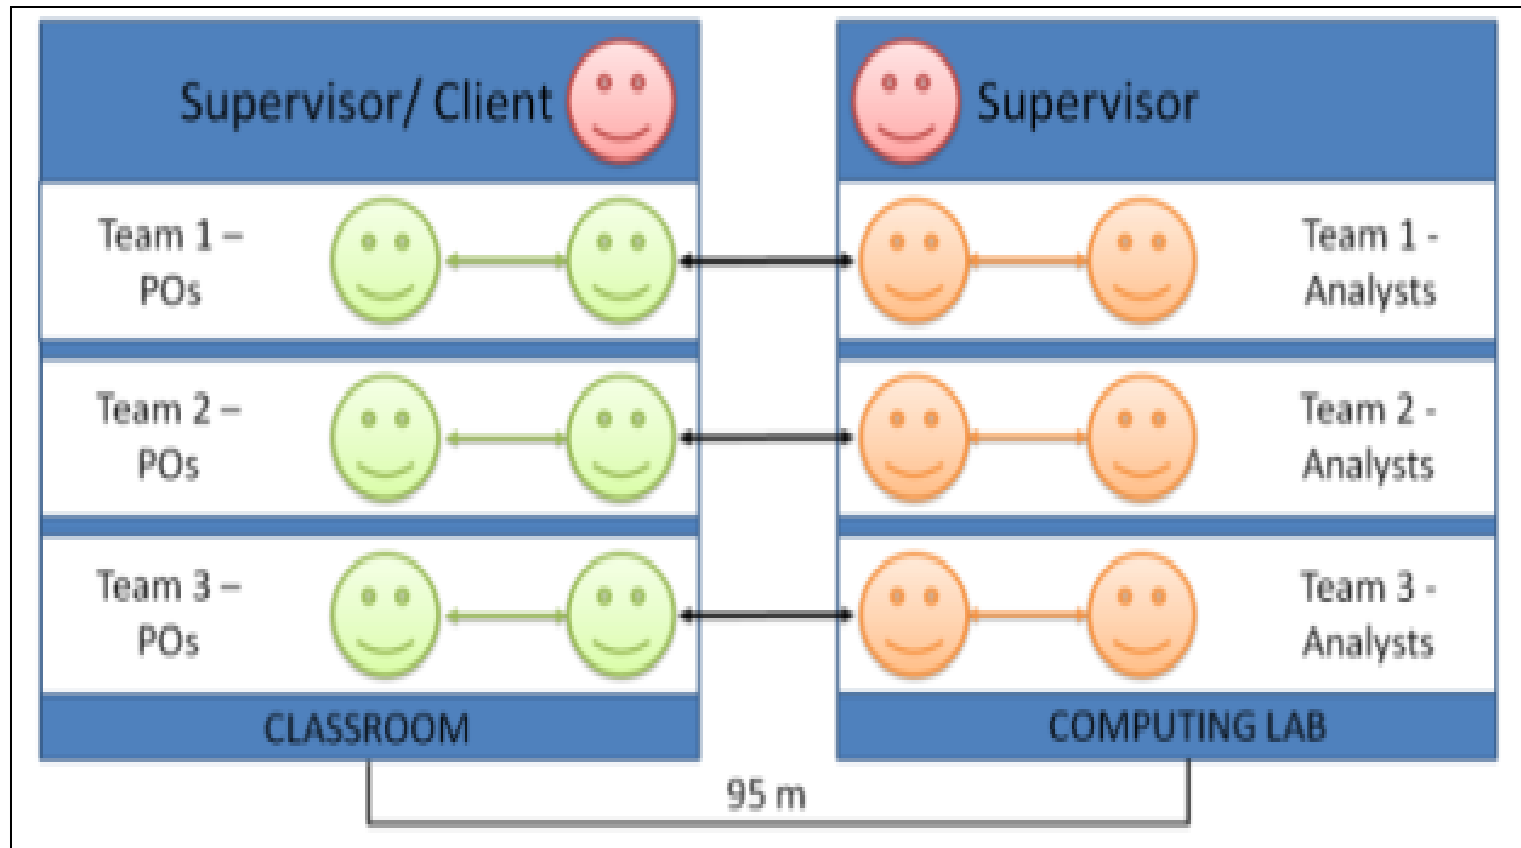 Supervisor/ Client
Supervisor
Team 1 –
POs
Team 1 -
Analysts
Team 2 –
POs
Team 2 -
Analysts
Team 3 –
POs
Team 3 -
Analysts
CLASSROOM
COMPUTING LAB
95 m